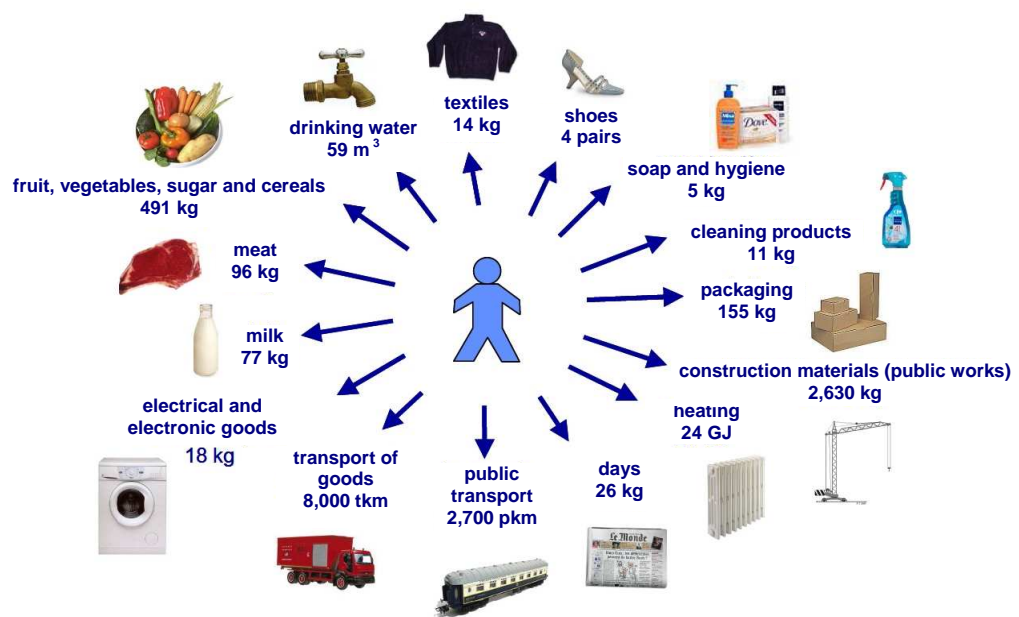 textiles
14 kg
shoes
4 pairs
drinking water
59 m³
soap and hygiene
5 kg
Dove
fruit, vegetables, sugar and cereals
491 kg
cleaning products
11 kg
meat
96 kg
packaging
155 kg
milk
77 kg
construction materials (public works)
2,630 kg
electrical and
electronic goods
18 kg
heating
24 GJ
transport of
goods
8,000 tkm
public
transport
2,700 pkm
days
26 kg
Le Monde